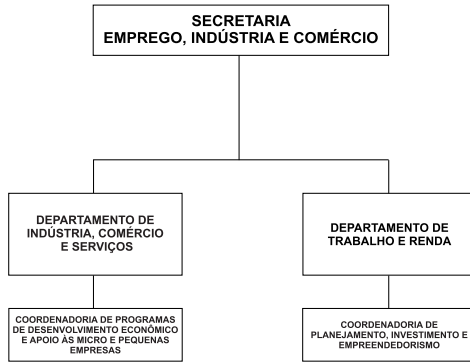 SECRETARIA
EMPREGO, INDÚSTRIA E COMÉRCIO
DEPARTAMENTO DE
INDÚSTRIA, COMÉRCIO
E SERVIÇOS
DEPARTAMENTO DE
TRABALHO E RENDA
COORDENADORIA DE PROGRAMAS
DE DESENVOLVIMENTO ECONÔMICO
E APOIO ÀS MICRO E PEQUENAS
EMPRESAS
COORDENADORIA DE
PLANEJAMENTO, INVESTIMENTO E
EMPREENDEDORISMO